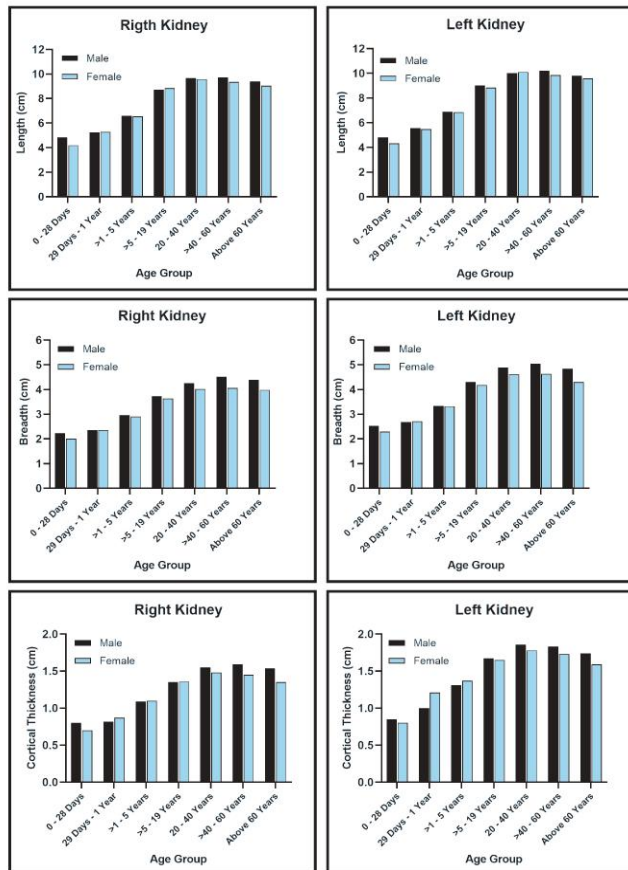 Rigth Kidney
Male
Female
Length (cm)
12
10
8
6
4
2
0
0 - 28 Days
29 Days - 1 Year
>1 - 5 Years
>5 - 19 Years
20 - 40 Years
>40 - 60 Years
Above 60 Years
Age Group
Left Kidney
Male
Female
Length (cm)
12
10
8
6
4
2
0
0 - 28 Days
29 Days - 1 Year
>1 - 5 Years
>5 - 19 Years
20 - 40 Years
>40 - 60 Years
Above 60 Years
Age Group
Right Kidney
Male
Female
Breadth (cm)
6
5
4
3
2
1
0
0 - 28 Days
29 Days - 1 Year
>1 - 5 Years
>5 - 19 Years
20 - 40 Years
>40 - 60 Years
Above 60 Years
Age Group
Left Kidney
Male
Female
Breadth (cm)
6
5
4
3
2
1
0
0 - 28 Days
29 Days - 1 Year
>1 - 5 Years
>5 - 19 Years
20 - 40 Years
>40 - 60 Years
Above 60 Years
Age Group
Right Kidney
Male
Female
Cortical Thickness (cm)
2.0
1.5
1.0
0.5
0.0
0 - 28 Days
29 Days - 1 Year
>1 - 5 Years
>5 - 19 Years
20 - 40 Years
>40 - 60 Years
Above 60 Years
Age Group
Left Kidney
Male
Female
Cortical Thickness (cm)
2.0
1.5
1.0
0.5
0.0
0 - 28 Days
29 Days - 1 Year
>1 - 5 Years
>5 - 19 Years
20 - 40 Years
>40 - 60 Years
Above 60 Years
Age Group